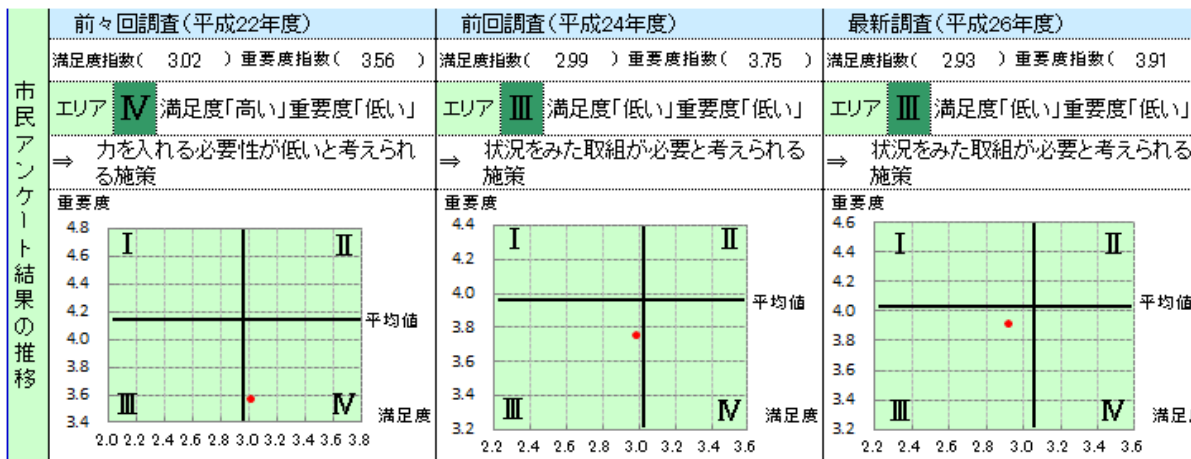 市民アンケート結果の推移
前々回調査(平成22年度)
満足度指数( 3.02 )重要度指数( 3.56 )
エリア Ⅳ 満足度「高い」重要度「低い」
⇒ 力を入れる必要性が低いと考えられ
る施策
重要度
4.8
4.6
4.4
4.2
4.0
3.8
3.6
3.4
Ⅰ Ⅱ
平均値
Ⅲ Ⅳ
満足度
2.0 2.2 2.4 2.6 2.8 3.0 3.2 3.4 3.6 3.8
前回調査(平成24年度)
満足度指数( 2.99 )重要度指数( 3.75 )
エリア Ⅲ 満足度「低い」重要度「低い」
⇒ 状況をみた取組が必要と考えられる
施策
重要度
4.4
4.2
4.0
3.8
3.6
3.4
3.2
Ⅰ Ⅱ
平均値
Ⅲ Ⅳ
満足度
2.2 2.4 2.6 2.8 3.0 3.2 3.4 3.6
最新調査(平成26年度)
満足度指数( 2.93 )重要度指数( 3.91
エリア Ⅲ 満足度「低い」重要度「低い」
⇒ 状況をみた取組が必要と考えられる
施策
重要度
4.6
4.4
4.2
4.0
3.8
3.6
3.4
3.2
Ⅰ Ⅱ
平均値
Ⅲ Ⅳ
満足度
2.2 2.4 2.6 2.8 3.0 3.2 3.4 3.6